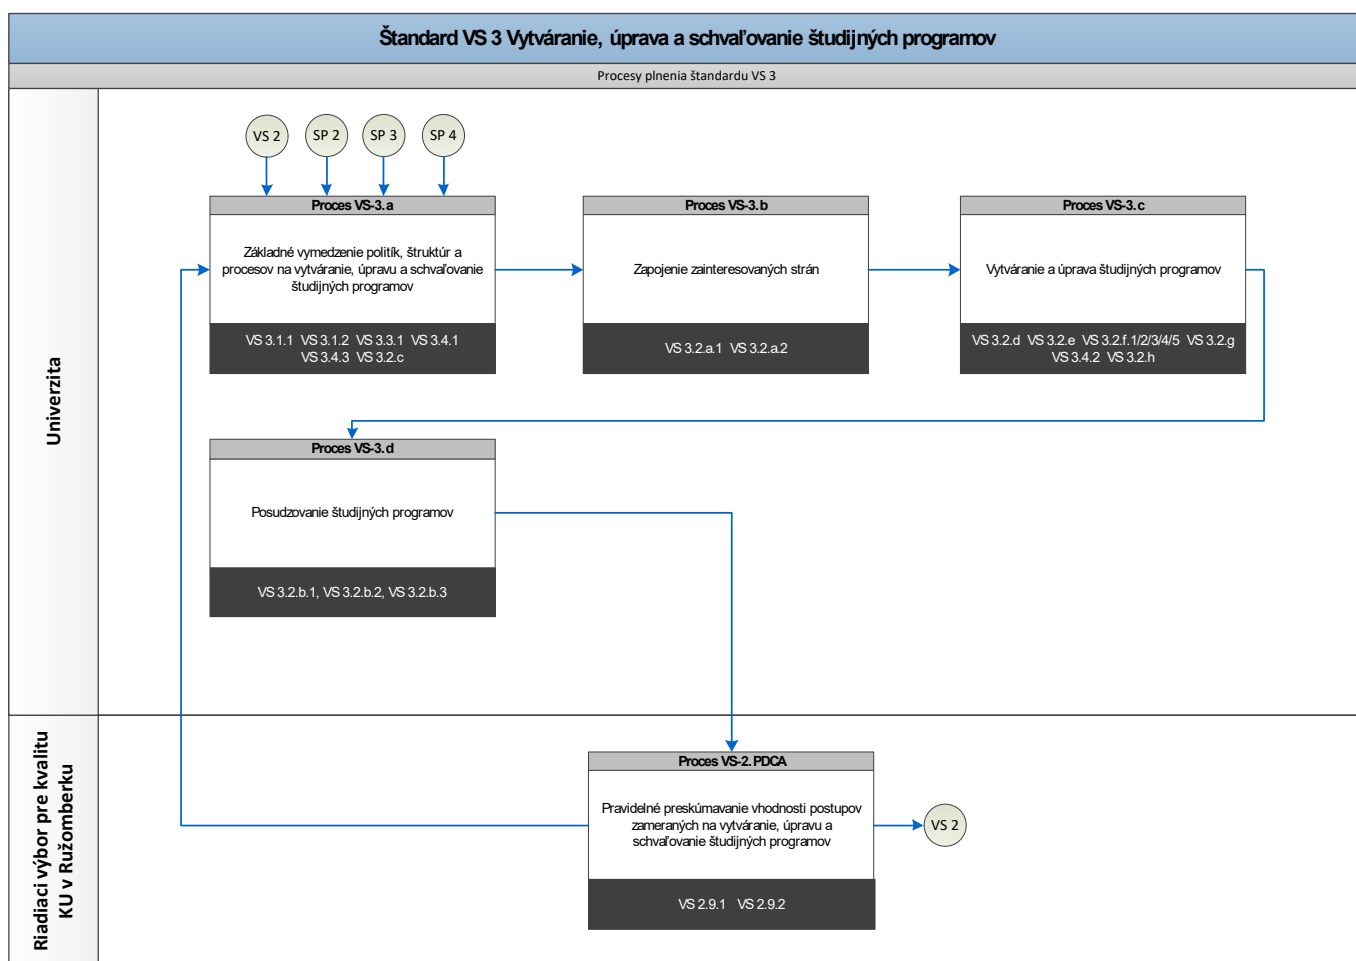 Štandard VS 3 Vytváranie, úprava a schvaľovanie študijných programov
Procesy plnenia štandardu VS 3
Univerzita
VS 2
SP 2
SP 3
SP 4
Proces VS-3. a
Základné vymedzenie politík, štruktúr a
procesov na vytváranie, úpravu a schvaľovanie
študijných programov
VS 3.1.1 VS 3.1.2 VS 3.3.1 VS 3.4.1
VS 3.4.3 VS 3.2.c
Proces VS-3. b
Zapojenie zainteresovaných strán
VS 3.2.a.1 VS 3.2.a.2
Proces VS-3. c
Vytváranie a úprava študijných programov
VS 3.2.d VS 3.2.e VS 3.2.f.1/2/3/4/5 VS 3.2.g
VS 3.4.2 VS 3.2.h
Proces VS-3. d
Posudzovanie študijných programov
VS 3.2.b.1, VS 3.2.b.2, VS 3.2.b.3
Riadiaci výbor pre kvalitu
KU v Ružomberku
Proces VS-2. PDCA
Pravidelné preskúmavanie vhodnosti postupov
zameraných na vytváranie, úpravu a
schvaľovanie študijných programov
VS 2.9.1 VS 2.9.2
VS 2